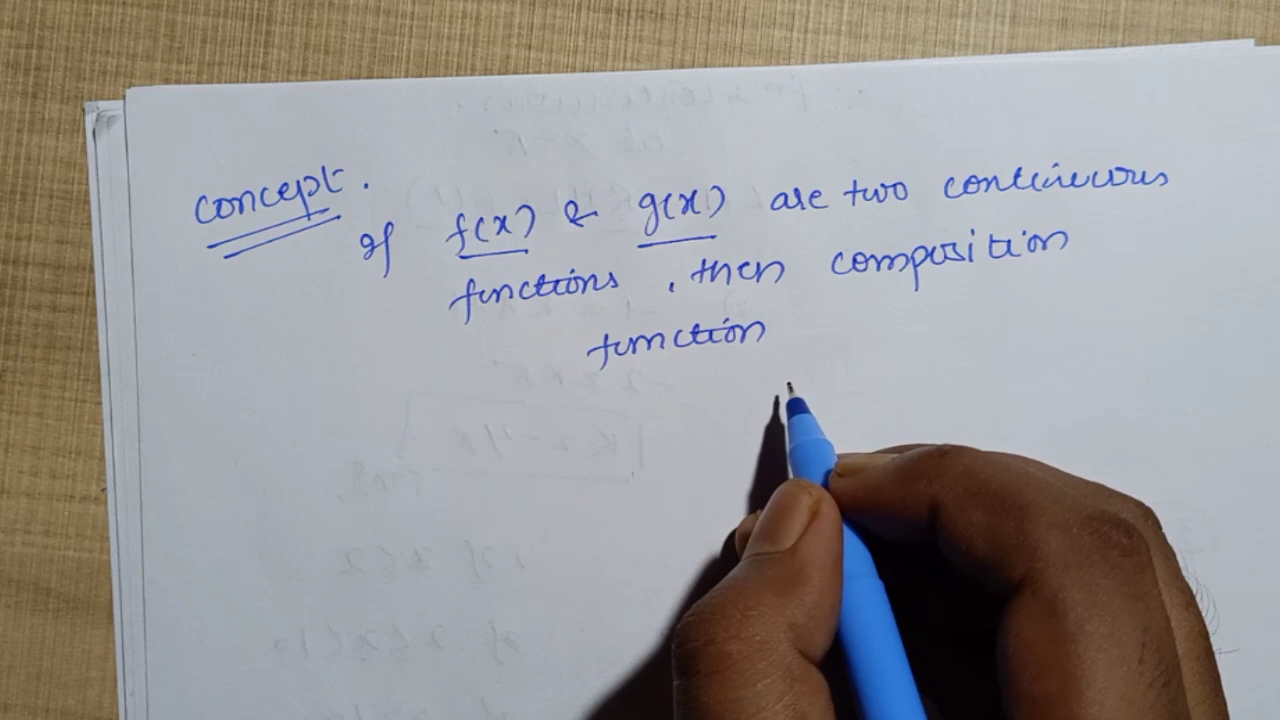 concept.
If f(x) & g(x) are two continuous
functions, then composition
function